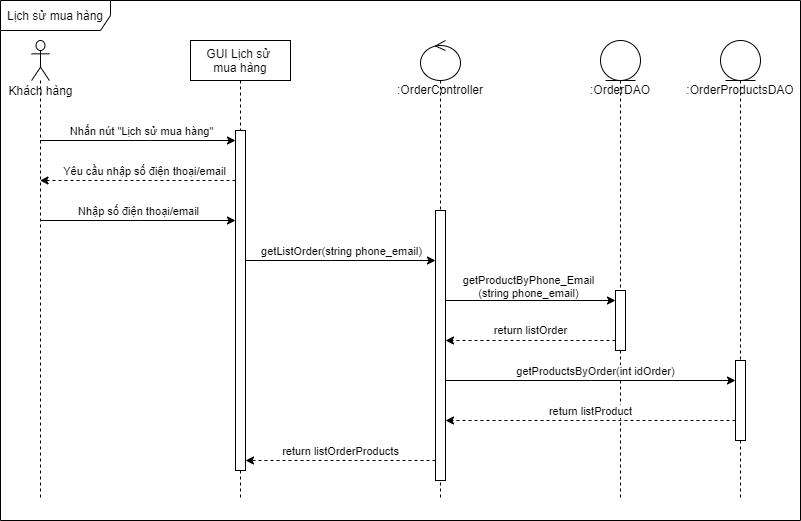 Lịch sử mua hàng
Khách hàng
GUI Lịch sử
mua hàng
:OrderController
:OrderDAO
:OrderProductsDAO
Nhấn nút "Lịch sử mua hàng"
Yêu cầu nhập số điện thoại/email
Nhập số điện thoại/email
getListOrder(string phone_email)
getProductByPhone_Email
(string phone_email)
return listOrder
getProductsByOrder(int idOrder)
return listProduct
return listOrderProducts